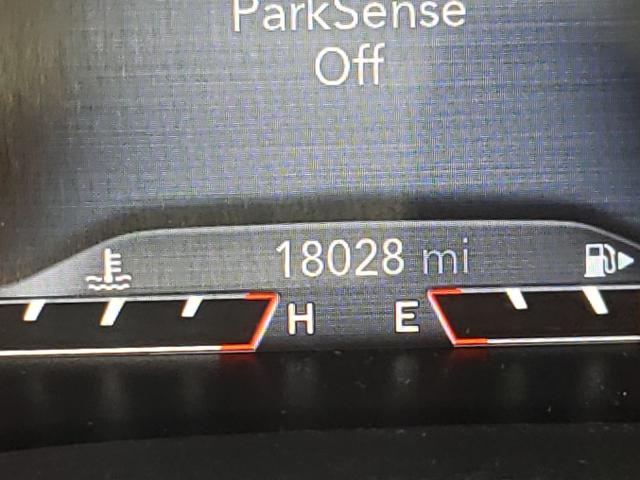 ParkSense
Off
18028 mi
H E